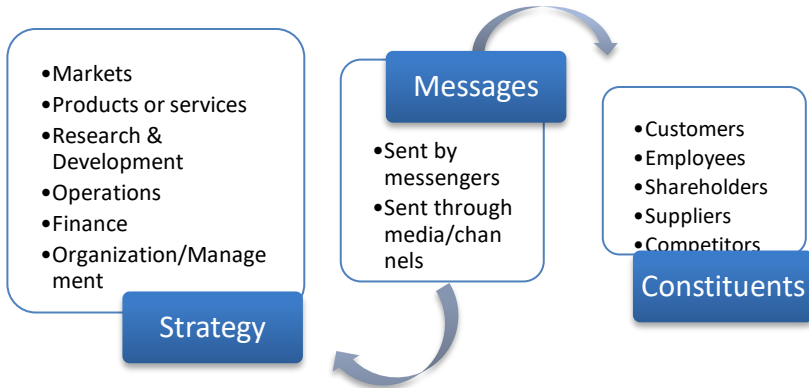 •Markets
•Products or services
•Research &
Development
•Operations
•Finance
•Organization/Manage
ment
Strategy
Messages
•Sent by
messengers
•Sent through
media/chan
nels
•Customers
•Employees
•Shareholders
•Suppliers
•Competitors
Constituents